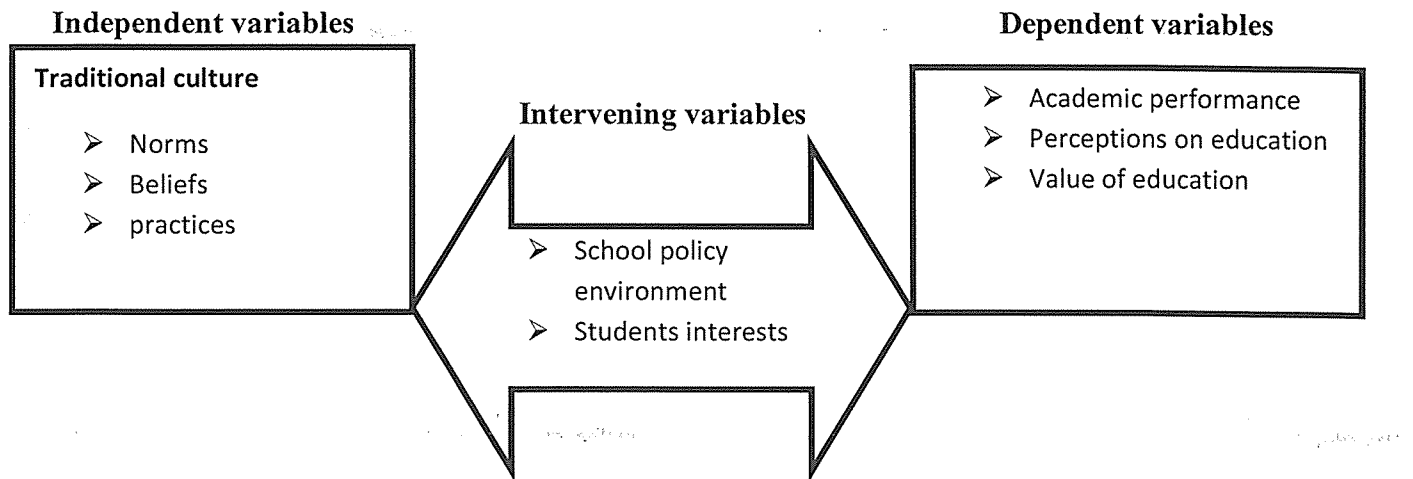 Independent variables
Traditional culture
➢ Norms
➢ Beliefs
➢ practices
Intervening variables
➢ School policy
environment
➢ Students interests
Dependent variables
➢ Academic performance
➢ Perceptions on education
➢ Value of education